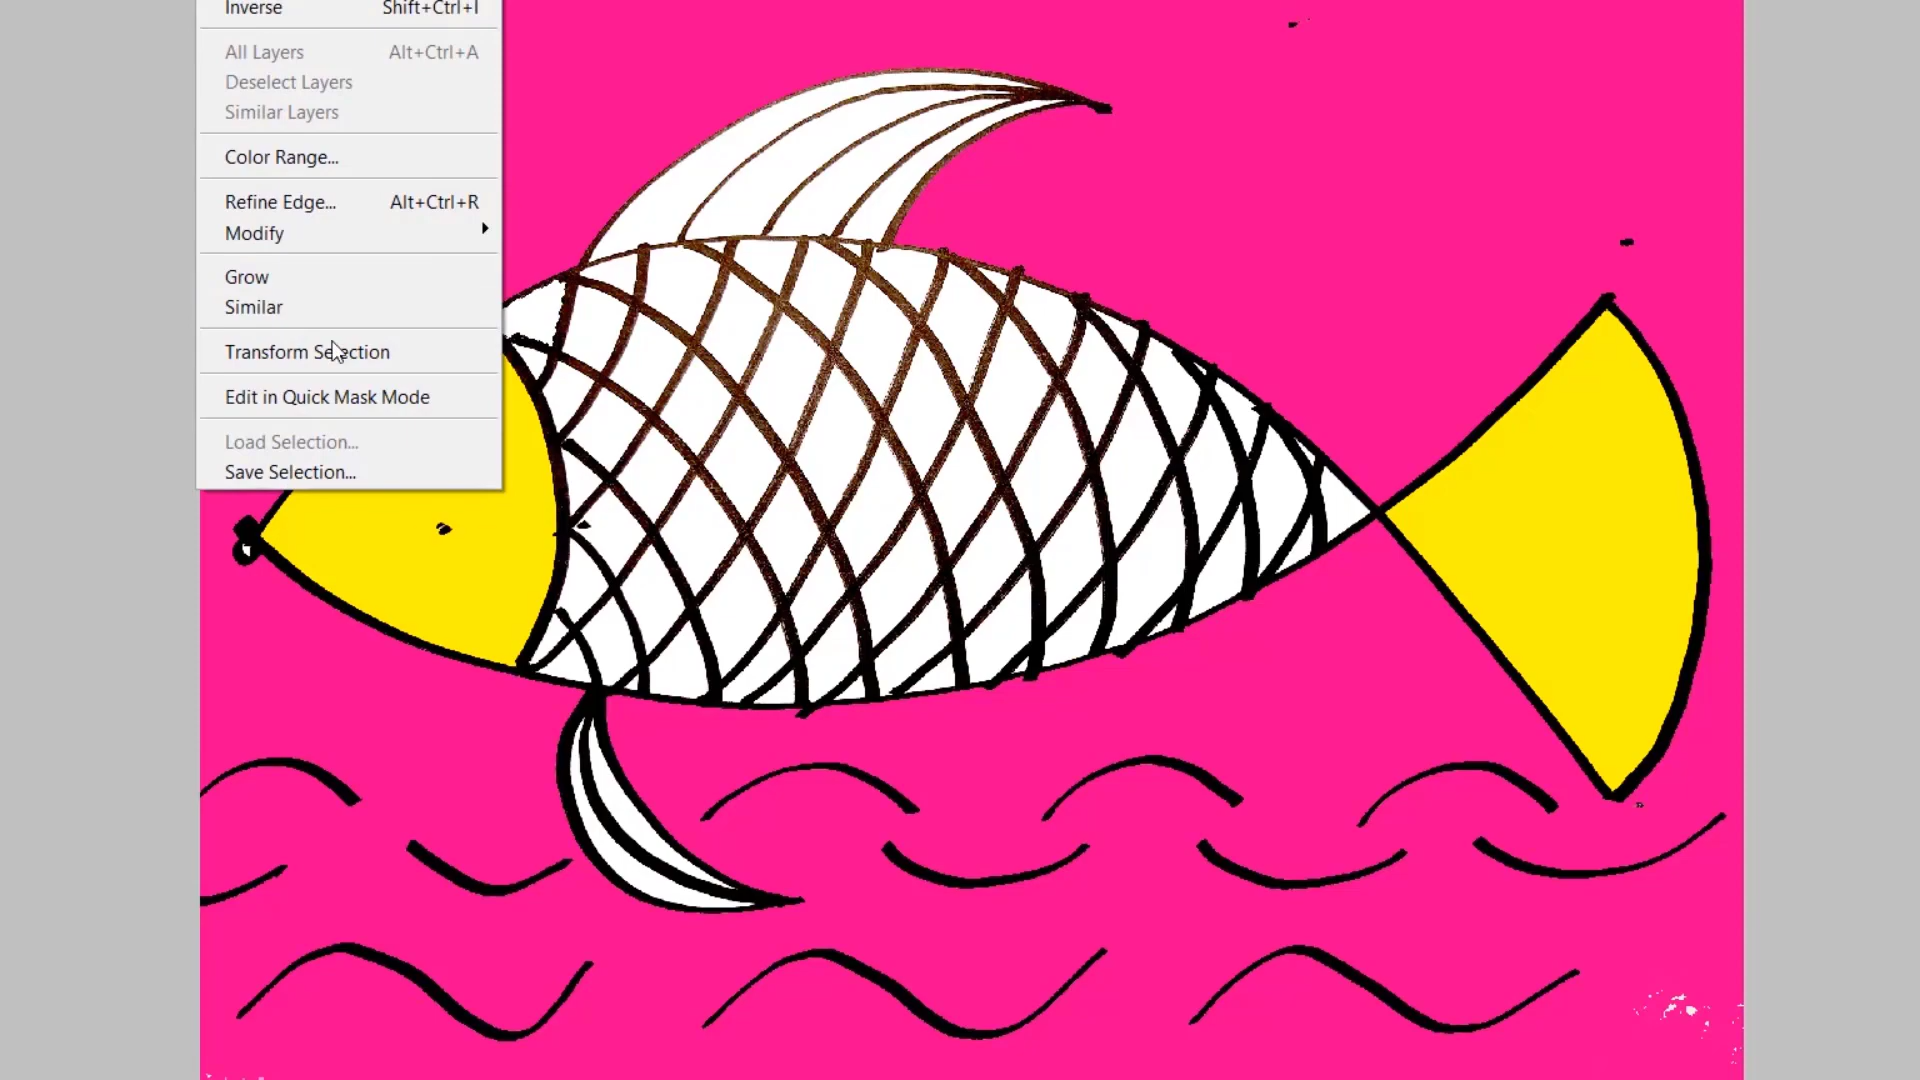 Inverse Shift+Ctrl+I
All Layers Alt+Ctrl+A
Deselect Layers
Similar Layers
Color Range...
Refine Edge... Alt+Ctrl+R
Modify
Grow
Similar
Transform Selection
Edit in Quick Mask Mode
Load Selection...
Save Selection...